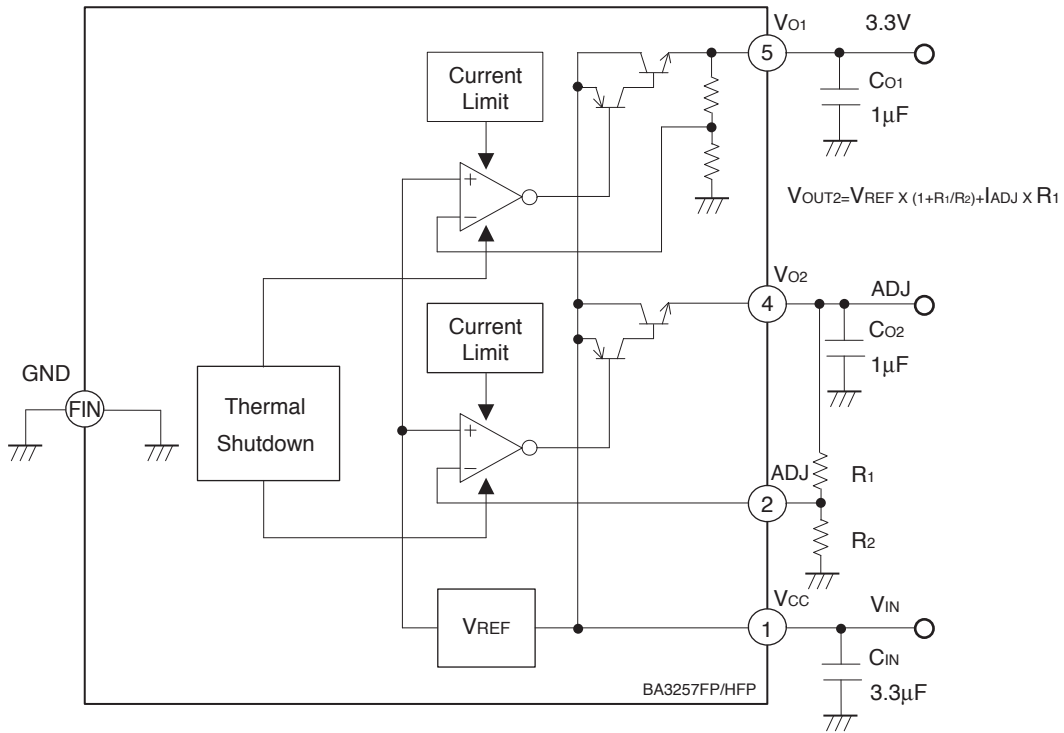 VO1
3.3V
5
Current
Limit
CO1
1μF
+
−
VOUT2=VREF X (1+R1/R2)+IADJ X R1
VO2
4
ADJ
Current
Limit
CO2
1μF
GND
FIN
Thermal
Shutdown
+
−
ADJ
2
R1
R2
VREF
VCC
1
VIN
CIN
3.3μF
BA3257FP/HFP